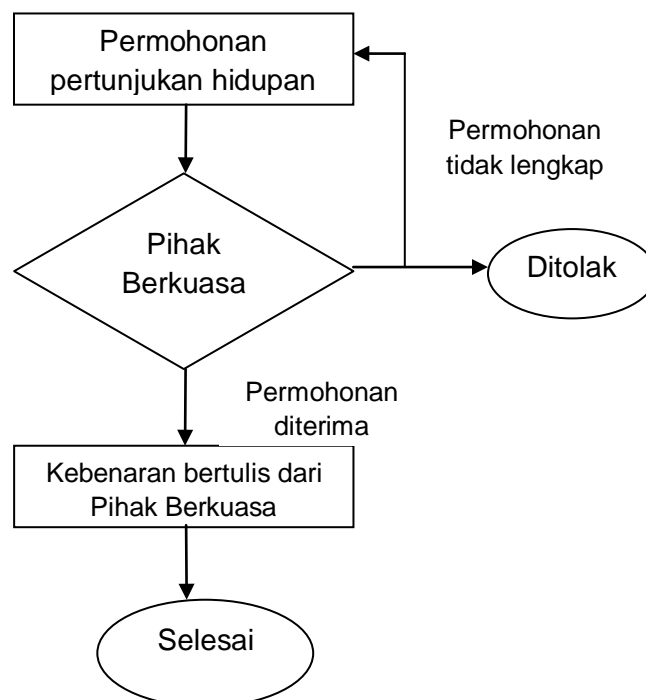 Permohonan
pertunjukan hidupan
Permohonan
tidak lengkap
Pihak
Berkuasa
Ditolak
Permohonan
diterima
Kebenaran bertulis dari
Pihak Berkuasa
Selesai